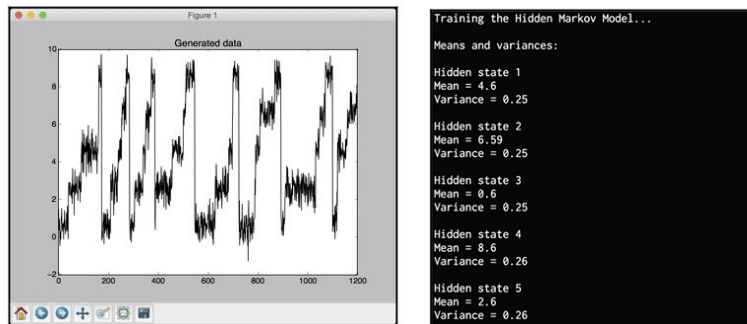 Figure 1
Generated data
10
8
6
4
2
0
−2
0 200 400 600 800 1000 1200
Training the Hidden Markov Model...
Means and variances:
Hidden state 1
Mean = 4.6
Variance = 0.25
Hidden state 2
Mean = 6.59
Variance = 0.25
Hidden state 3
Mean = 0.6
Variance = 0.25
Hidden state 4
Mean = 8.6
Variance = 0.26
Hidden state 5
Mean = 2.6
Variance = 0.26